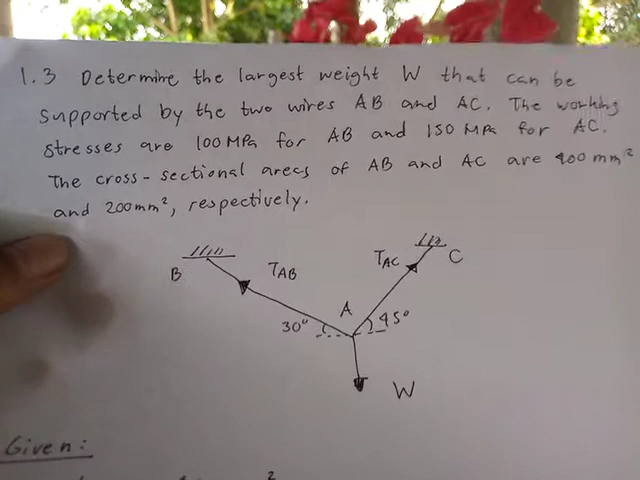 1.3 Determine the largest weight W that can be
supported by the two wires AB and AC. The working
stresses are 100 MPa for AB and 150 MPa for AC.
The cross-sectional areas of AB and AC are 400 mm²
and 200mm², respectively.
B
TAB
TAC
C
A
30°
45°
W
Given:
2